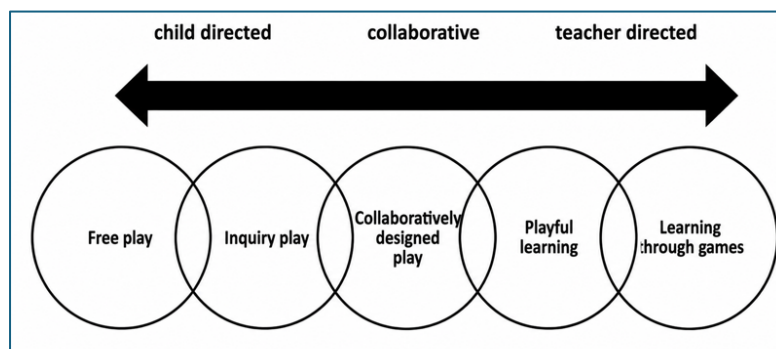 child directed
collaborative
teacher directed
Free play
Inquiry play
Collaboratively
designed
play
Playful
learning
Learning
through games